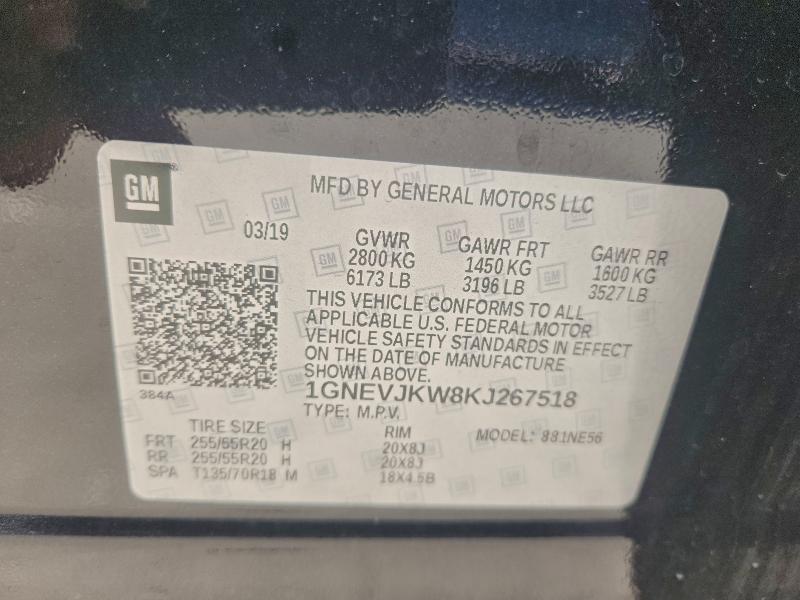 GM
MFD BY GENERAL MOTORS LLC
03/19
GVWR GAWR FRT GAWR RR
2800 KG 1450 KG 1600 KG
6173 LB 3196 LB 3527 LB
THIS VEHICLE CONFORMS TO ALL
APPLICABLE U.S. FEDERAL MOTOR
VEHICLE SAFETY STANDARDS IN EFFECT
ON THE DATE OF MANUFACTURE
SHOWN ABOVE.
384A
1GNEVJKW8KJ267518
TYPE: M.P.V.
TIRE SIZE RIM MODEL: 881NE56
FRT 255/55R20 H 20X8J
RR 255/55R20 H 20X8J
SPA T135/70R18 M 18X4.5B